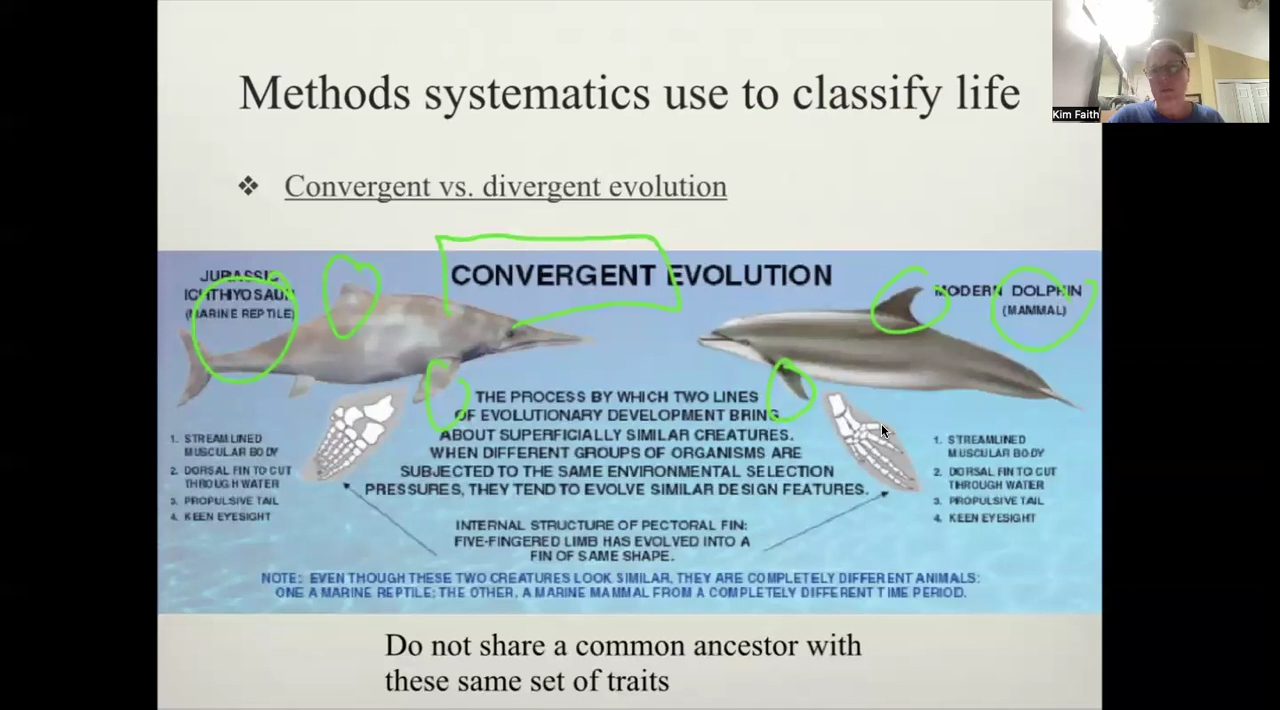 Methods systematics use to classify life
Kim Faith
❖ Convergent vs. divergent evolution
CONVERGENT EVOLUTION
JURASSIC
ICHTHYOSAUR
(MARINE REPTILE)
MODERN DOLPHIN
(MAMMAL)
THE PROCESS BY WHICH TWO LINES
OF EVOLUTIONARY DEVELOPMENT BRING
ABOUT SUPERFICIALLY SIMILAR CREATURES.
WHEN DIFFERENT GROUPS OF ORGANISMS ARE
SUBJECTED TO THE SAME ENVIRONMENTAL SELECTION
PRESSURES, THEY TEND TO EVOLVE SIMILAR DESIGN FEATURES.
1. STREAMLINED
MUSCULAR BODY
2. DORSAL FIN TO CUT
THROUGH WATER
3. PROPULSIVE TAIL
4. KEEN EYESIGHT
1. STREAMLINED
MUSCULAR BODY
2. DORSAL FIN TO CUT
THROUGH WATER
3. PROPULSIVE TAIL
4. KEEN EYESIGHT
INTERNAL STRUCTURE OF PECTORAL FIN:
FIVE-FINGERED LIMB HAS EVOLVED INTO A
FIN OF SAME SHAPE.
NOTE: EVEN THOUGH THESE TWO CREATURES LOOK SIMILAR, THEY ARE COMPLETELY DIFFERENT ANIMALS:
ONE A MARINE REPTILE; THE OTHER, A MARINE MAMMAL FROM A COMPLETELY DIFFERENT TIME PERIOD.
Do not share a common ancestor with
these same set of traits